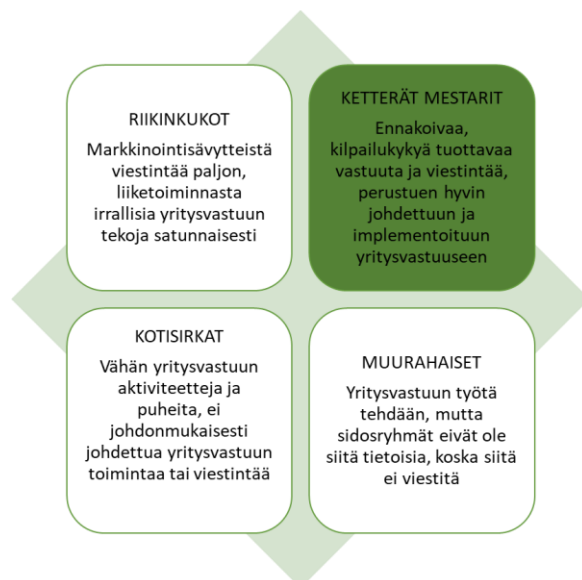 RIIKINKUKOT
Markkinointisävytteistä
viestintää paljon,
liiketoiminnasta
irrallisia yritysvastuun
tekoja satunnaisesti
KETTERÄT MESTARIT
Ennakoivaa,
kilpailukykyä tuottavaa
vastuuta ja viestintää,
perustuen hyvin
johdettuun ja
implementoituun
yritysvastuuseen
KOTISIRKAT
Vähän yritysvastuun
aktiviteetteja ja
puheita, ei
johdonmukaisesti
johdettua yritysvastuun
toimintaa tai viestintää
MUURAHAISET
Yritysvastuun työtä
tehdään, mutta
sidosryhmät eivät ole
siitä tietoisia, koska siitä
ei viestitä